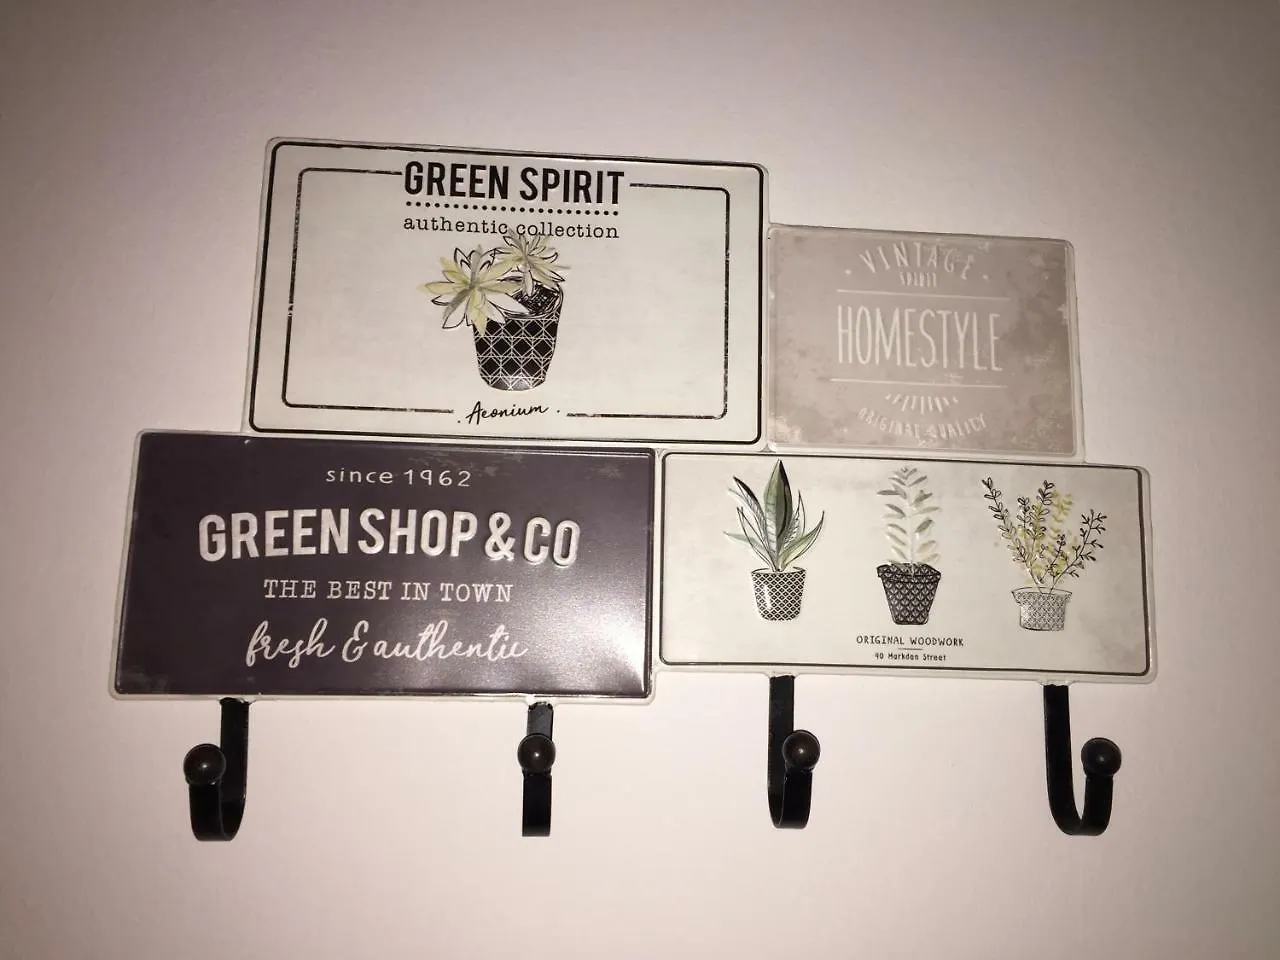 GREEN SPIRIT
authentic collection
Aeonium
VINTAGE
SPIRIT
HOMESTYLE
ORIGINAL QUALITY
since 1962
GREEN SHOP & CO
THE BEST IN TOWN
fresh & authentic
ORIGINAL WOODWORK
40 Markdan Street